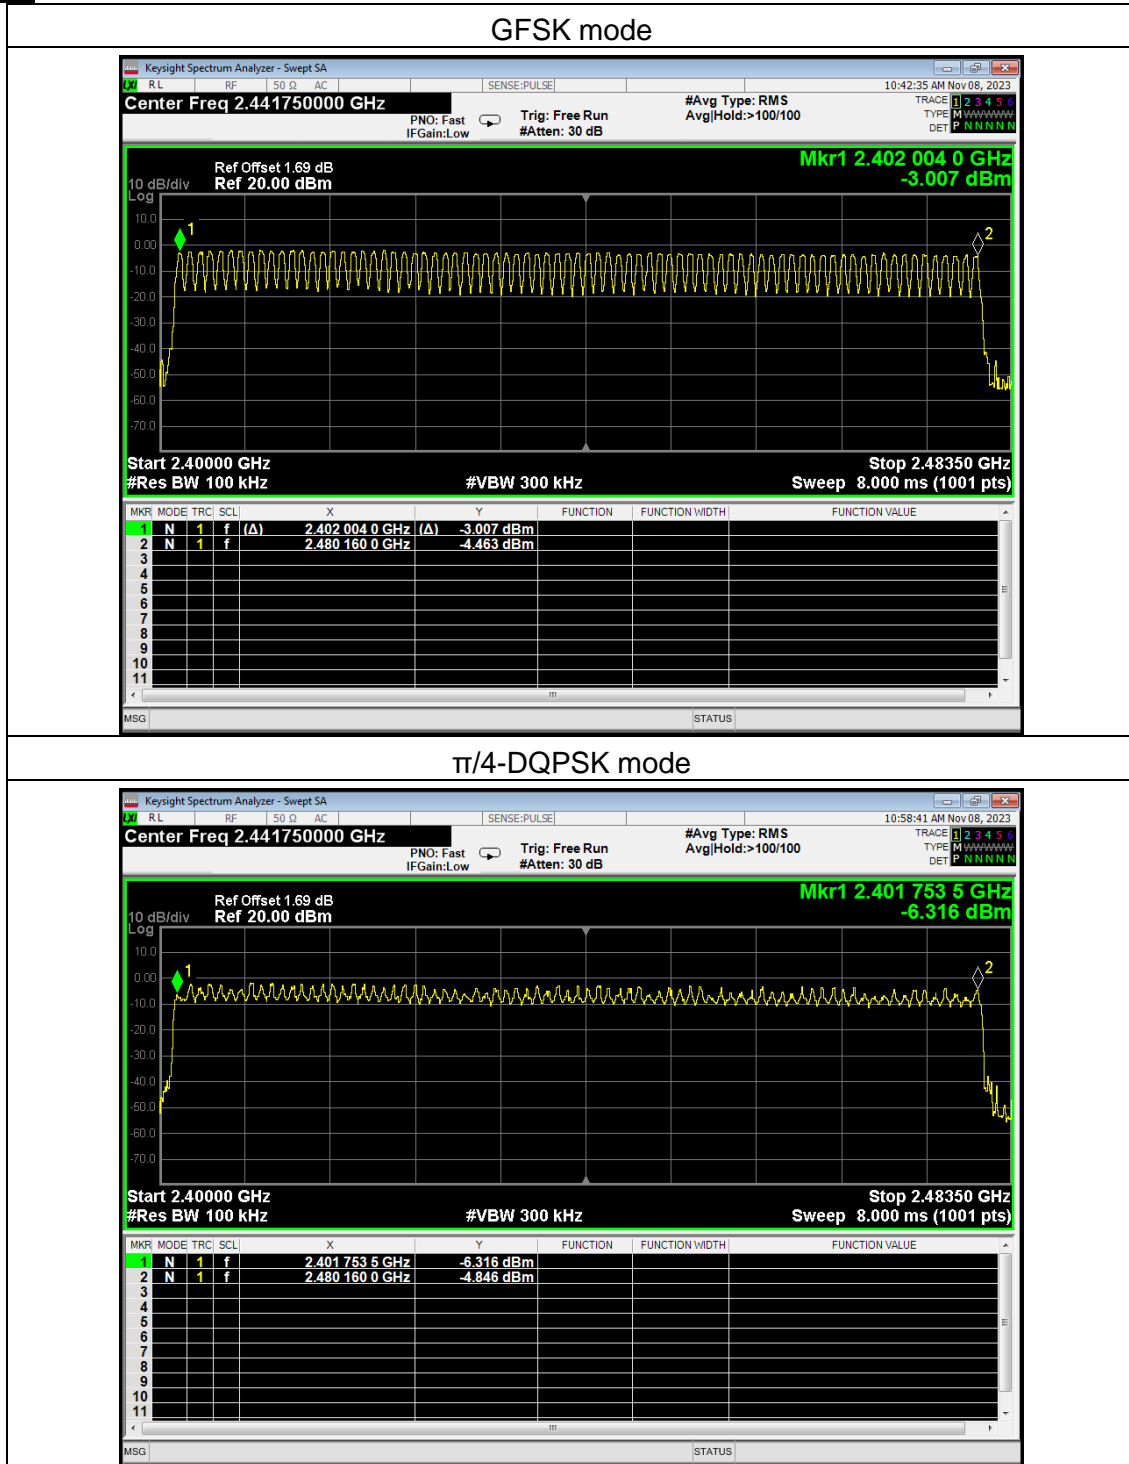 GFSK mode
Keysight Spectrum Analyzer - Swept SA
LXI RL RF 50 Ω AC SENSE:PULSE 10:42:35 AM Nov 08, 2023
Center Freq 2.441750000 GHz #Avg Type: RMS TRACE 1 2 3 4 5 6
PNO: Fast Trig: Free Run Avg|Hold:>100/100 TYPE M WWWWW
IFGain:Low #Atten: 30 dB DET P N N N N N
Mkr1 2.402 004 0 GHz
Ref Offset 1.69 dB
10 dB/div Ref 20.00 dBm -3.007 dBm
Log
10.0
1
2
0.00
-10.0
-20.0
-30.0
-40.0
-50.0
-60.0
-70.0
Start 2.40000 GHz Stop 2.48350 GHz
#Res BW 100 kHz #VBW 300 kHz Sweep 8.000 ms (1001 pts)
MKR MODE TRC SCL X Y FUNCTION FUNCTION WIDTH FUNCTION VALUE
1 N 1 f (Δ) 2.402 004 0 GHz (Δ) -3.007 dBm
2 N 1 f 2.480 160 0 GHz -4.463 dBm
3
4
5
6
7
8
9
10
11
MSG STATUS
π/4-DQPSK mode
Keysight Spectrum Analyzer - Swept SA
LXI RL RF 50 Ω AC SENSE:PULSE 10:58:41 AM Nov 08, 2023
Center Freq 2.441750000 GHz #Avg Type: RMS TRACE 1 2 3 4 5 6
PNO: Fast Trig: Free Run Avg|Hold:>100/100 TYPE M WWWWW
IFGain:Low #Atten: 30 dB DET P N N N N N
Mkr1 2.401 753 5 GHz
Ref Offset 1.69 dB
10 dB/div Ref 20.00 dBm -6.316 dBm
Log
10.0
1
2
0.00
-10.0
-20.0
-30.0
-40.0
-50.0
-60.0
-70.0
Start 2.40000 GHz Stop 2.48350 GHz
#Res BW 100 kHz #VBW 300 kHz Sweep 8.000 ms (1001 pts)
MKR MODE TRC SCL X Y FUNCTION FUNCTION WIDTH FUNCTION VALUE
1 N 1 f 2.401 753 5 GHz -6.316 dBm
2 N 1 f 2.480 160 0 GHz -4.846 dBm
3
4
5
6
7
8
9
10
11
MSG STATUS